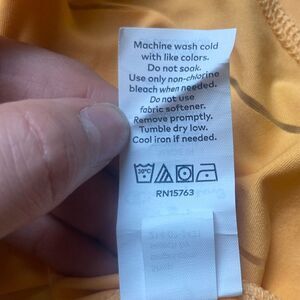 Machine wash cold
with like colors.
Do not soak.
Use only non-chlorine
bleach when needed.
Do not use
fabric softener.
Remove promptly.
Tumble dry low.
Cool iron if needed.
30°C
RN15763